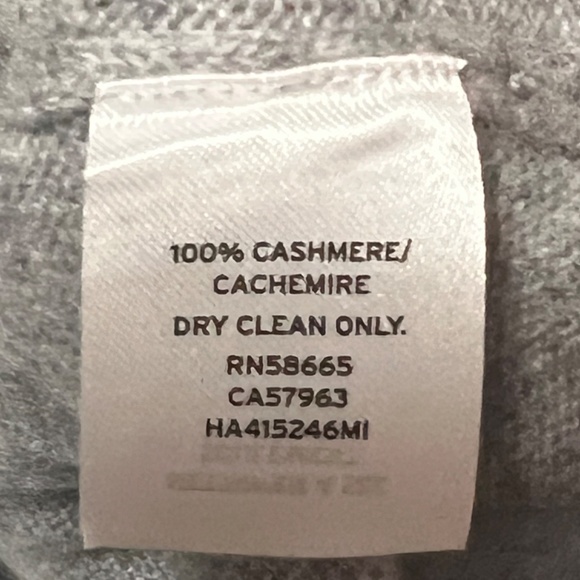 100% CASHMERE/
CACHEMIRE
DRY CLEAN ONLY.
RN58665
CA57963
HA415246MI